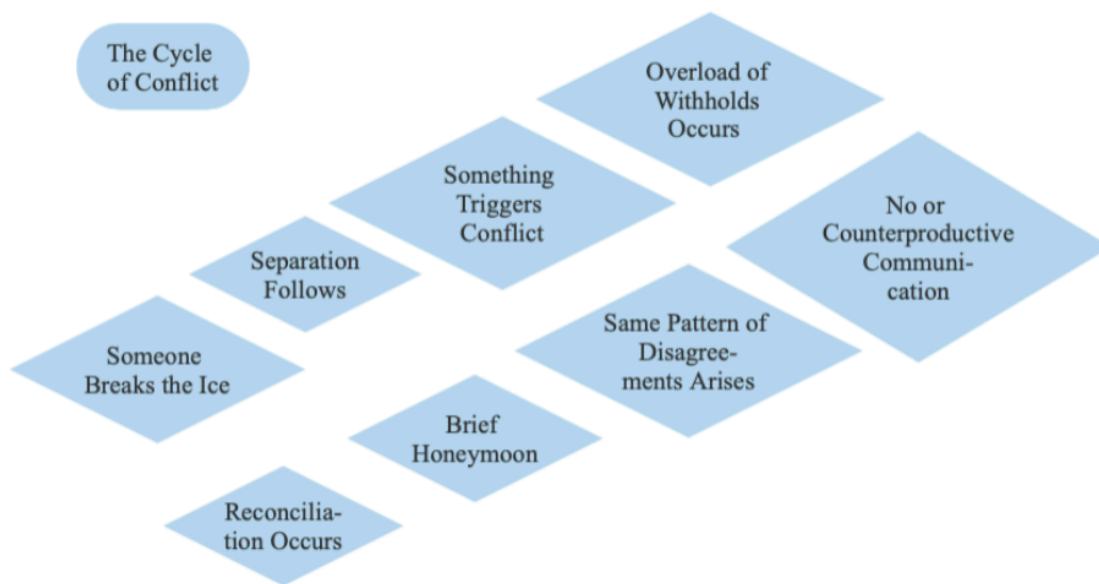 The Cycle
of Conflict
Overload of
Withholds
Occurs
Something
Triggers
Conflict
No or
Counterproductive
Communi-
cation
Separation
Follows
Same Pattern of
Disagree-
ments Arises
Someone
Breaks the Ice
Brief
Honeymoon
Reconcilia-
tion Occurs